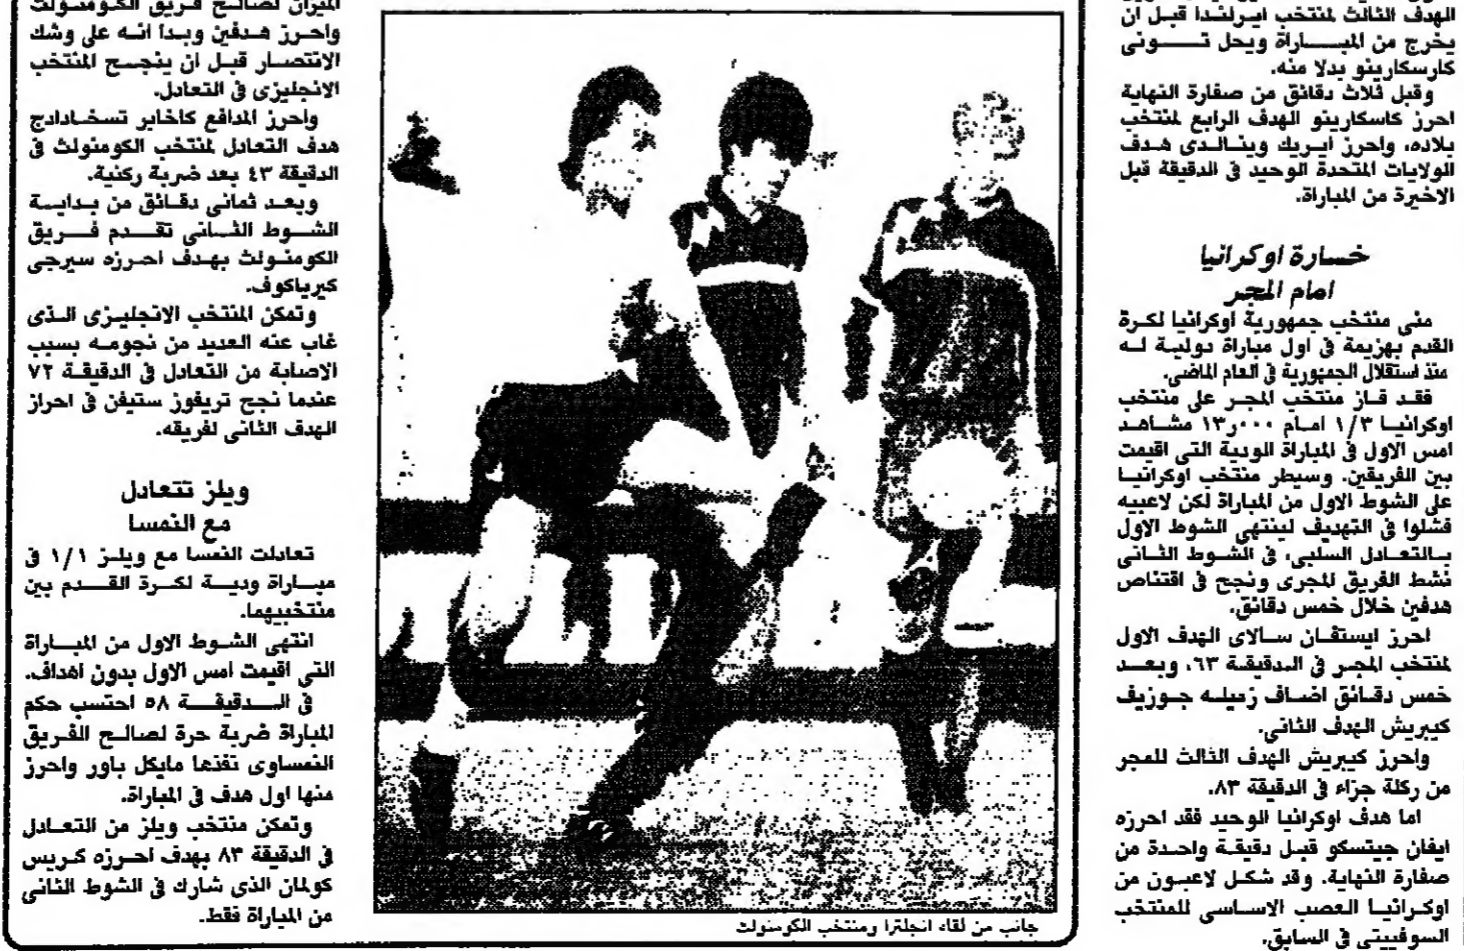 الهدف الثالث لمنتخب ايرلندا قبل ان
يخرج من المبـــاراة ويحل تـــونى
كارسكارينو بدلا منه.
وقبل ثلاث دقائق من صفارة النهاية
احرز كاسكارينو الهدف الرابع لمنتخب
بلاده، واحرز ايريك وينالدى هدف
الولايات المتحدة الوحيد فى الدقيقة قبل
الاخيرة من المباراة.
خسارة اوكرانيا
امام المجر
منى منتخب جمهورية اوكرانيا لكرة
القدم بهزيمة فى اول مباراة دولية لـه
منذ استقلال الجمهورية فى العام الماضى.
فقد فاز منتخب المجر على منتخب
اوكرانيا ١/٣ امام ١٣٫٠٠٠ مشاهد
امس الاول فى المباراة الودية التى اقيمت
بين الفريقين. وسيطر منتخب اوكرانيا
على الشوط الاول من المباراة لكن لاعبيه
فشلوا فى التهديف لينتهى الشوط الاول
بالتعادل السلبى، فى الشوط الثانى
نشط الفريق المجرى ونجح فى اقتناص
هدفين خلال خمس دقائق.
احرز ايستفان سالاى الهدف الاول
لمنتخب المجر فى الدقيقة ٦٣، وبعد
خمس دقائق اضاف زميله جوزيف
كيبريش الهدف الثانى.
واحرز كيبريش الهدف الثالث للمجر
من ركلة جزاء فى الدقيقة ٨٣.
اما هدف اوكرانيا الوحيد فقد احرزه
ايفان جيتسكو قبل دقيقة واحدة من
صفارة النهاية. وقد شكل لاعبون من
اوكرانيا العصب الاساسى للمنتخب
السوفييتى فى السابق.
جانب من لقاء انجلترا ومنتخب الكومنولث
الميزان لصالح فريق الكومنولث
واحرز هدفين وبدا انه على وشك
الانتصار قبل ان ينجح المنتخب
الانجليزى فى التعادل.
واحرز المدافع كاخابر تسخادادج
هدف التعادل لمنتخب الكومنولث فى
الدقيقة ٤٣ بعد ضربة ركنية.
وبعد ثمانى دقائق من بداية
الشوط الثانى تقدم فريق
الكومنولث بهدف احرزه سيرجى
كيرياكوف.
وتمكن المنتخب الانجليزى الذى
غاب عنه العديد من نجومه بسبب
الاصابة من التعادل فى الدقيقة ٧٢
عندما نجح تريفوز ستيفن فى احراز
الهدف الثانى لفريقه.
ويلز تتعادل
مع النمسا
تعادلت النمسا مع ويلز ١/١ فى
مباراة ودية لكرة القدم بين
منتخبيهما.
انتهى الشوط الاول من المباراة
التى اقيمت امس الاول بدون اهداف.
فى الدقيقة ٥٨ احتسب حكم
المباراة ضربة حرة لصالح الفريق
النمساوى نفذها مايكل باور واحرز
منها اول هدف فى المباراة.
وتمكن منتخب ويلز من التعادل
فى الدقيقة ٨٣ بهدف احرزه كريس
كولمان الذى شارك فى الشوط الثانى
من المباراة فقط.